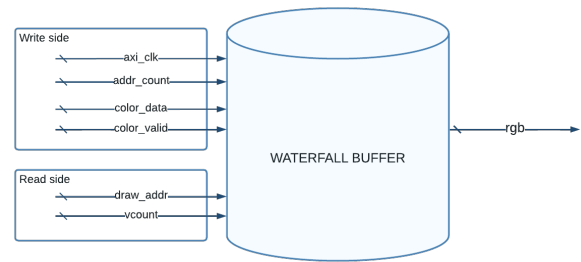 Write side
axi_clk
addr_count
color_data
color_valid
WATERFALL BUFFER
rgb
Read side
draw_addr
vcount